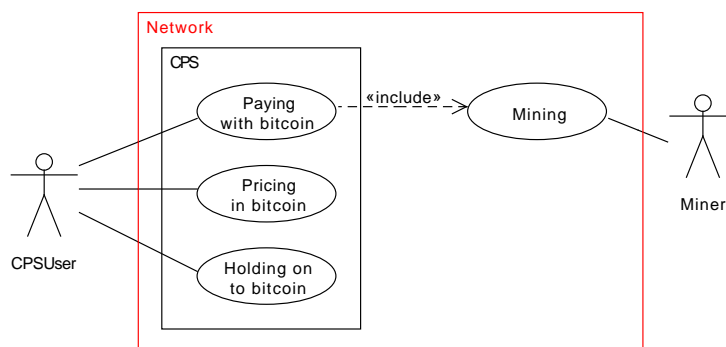 Network
CPS
Paying
with bitcoin
«include»
Mining
Pricing
in bitcoin
Holding on
to bitcoin
CPSUser
Miner